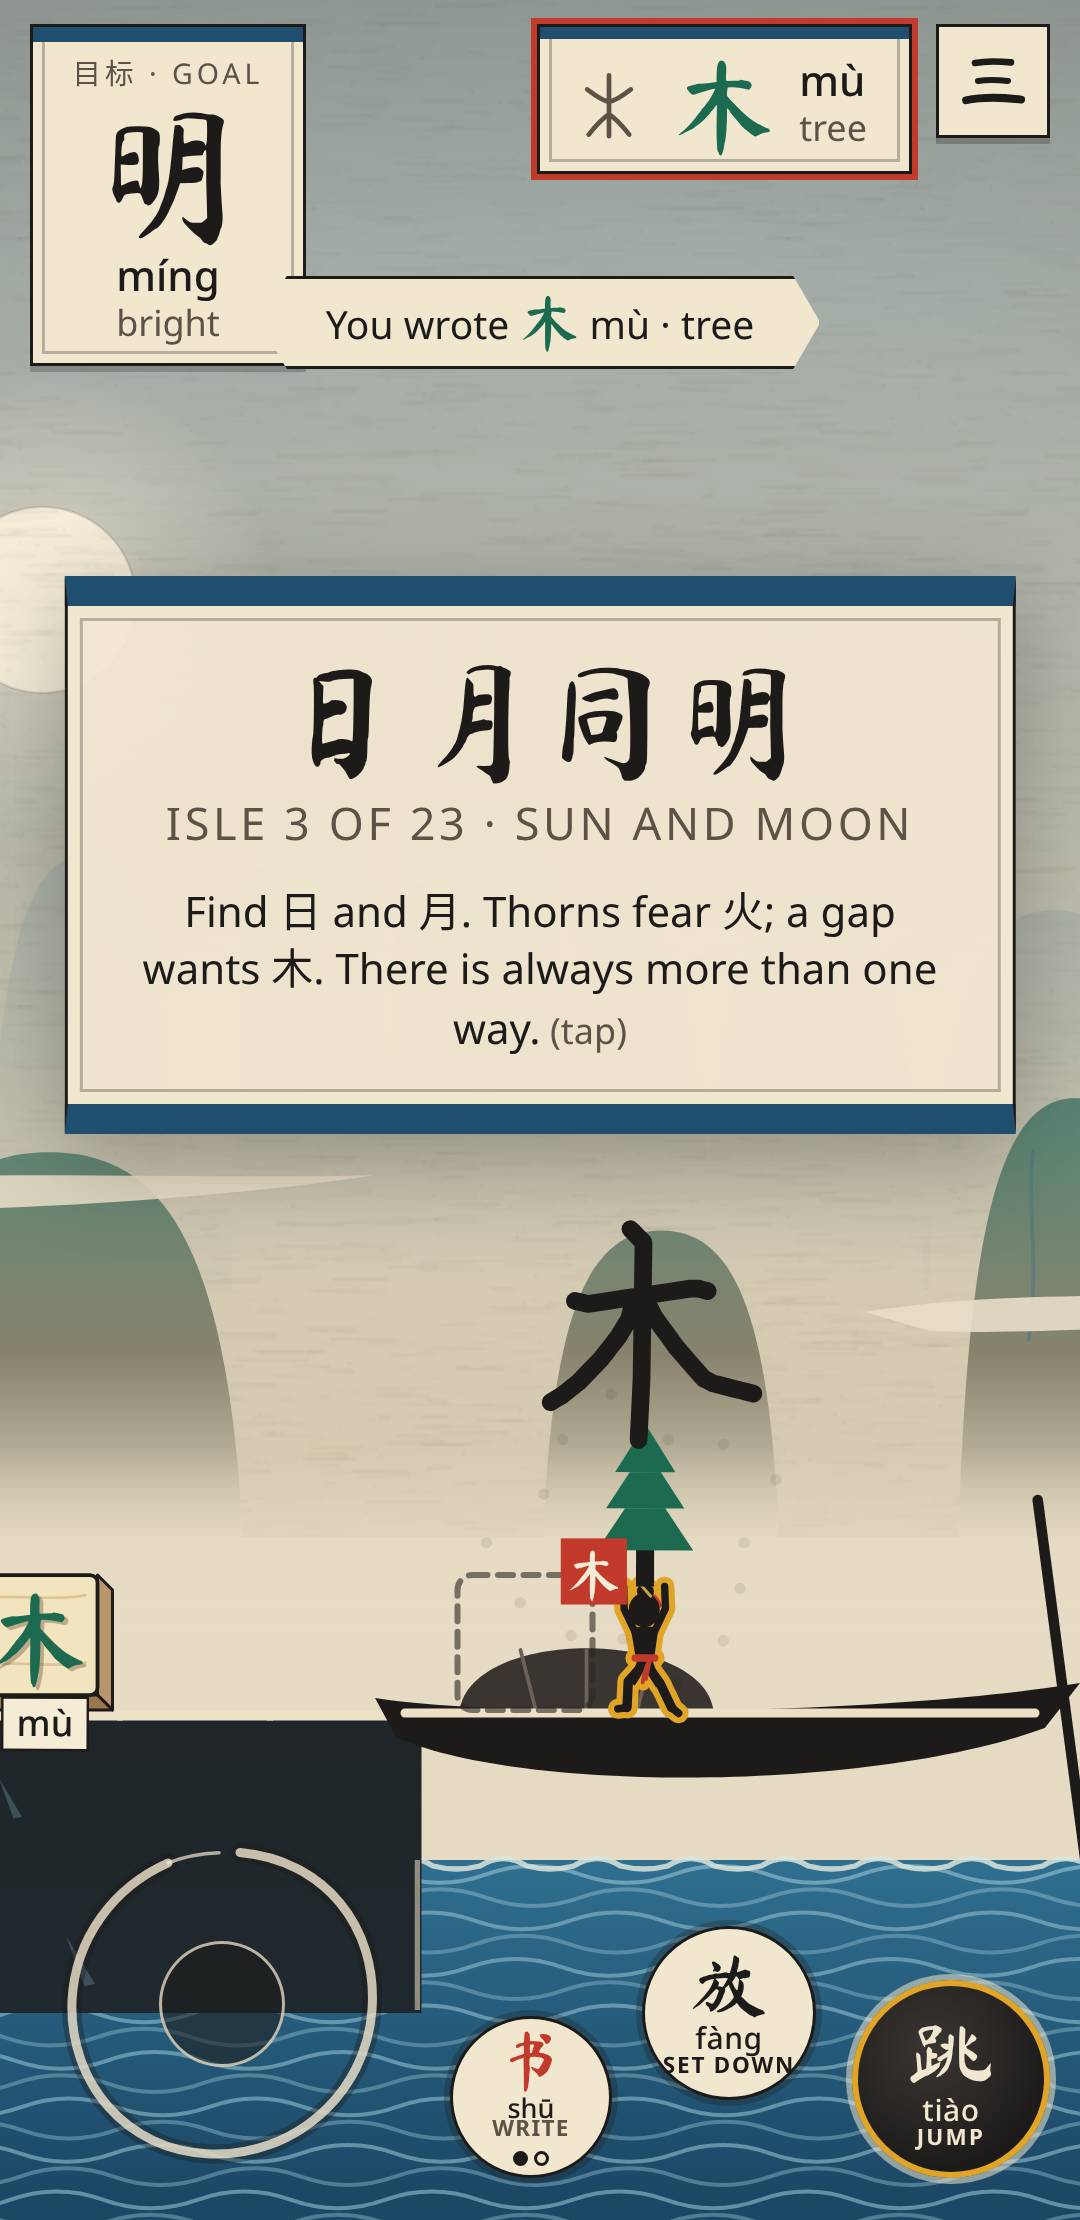 目标 · GOAL
明
míng
bright
木 mù
tree
三
You wrote 木 mù · tree
日月同明
ISLE 3 OF 23 · SUN AND MOON
Find 日 and 月. Thorns fear 火; a gap
wants 木. There is always more than one
way. (tap)
木
木
木
mù
放
fàng
SET DOWN
书
shū
WRITE
跳
tiào
JUMP